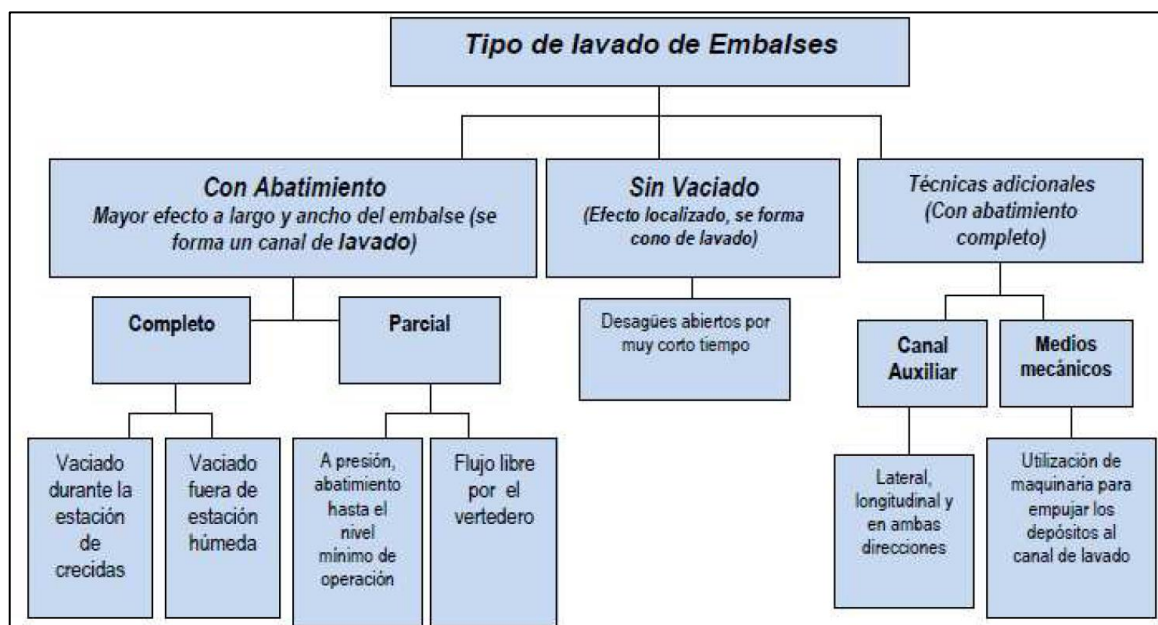 Tipo de lavado de Embalses
Con Abatimiento
Mayor efecto a largo y ancho del embalse (se
forma un canal de lavado)
Sin Vaciado
(Efecto localizado, se forma
cono de lavado)
Técnicas adicionales
(Con abatimiento
completo)
Completo
Parcial
Desagües abiertos por
muy corto tiempo
Canal
Auxiliar
Medios
mecánicos
Vaciado
durante la
estación
de
crecidas
Vaciado
fuera de
estación
húmeda
A presión,
abatimiento
hasta el
nivel
mínimo de
operación
Flujo libre
por el
vertedero
Lateral,
longitudinal y
en ambas
direcciones
Utilización de
maquinaria para
empujar los
depósitos al
canal de lavado